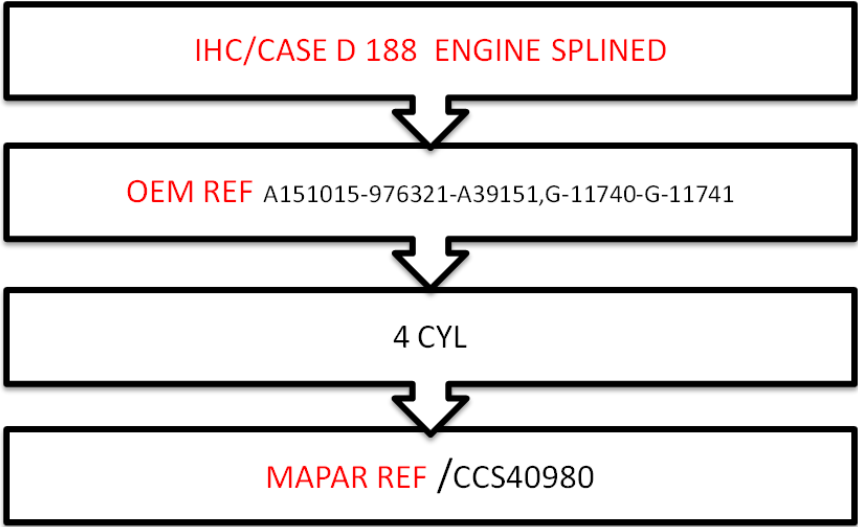 IHC/CASE D 188 ENGINE SPLINED
OEM REF A151015-976321-A39151,G-11740-G-11741
4 CYL
MAPAR REF /CCS40980